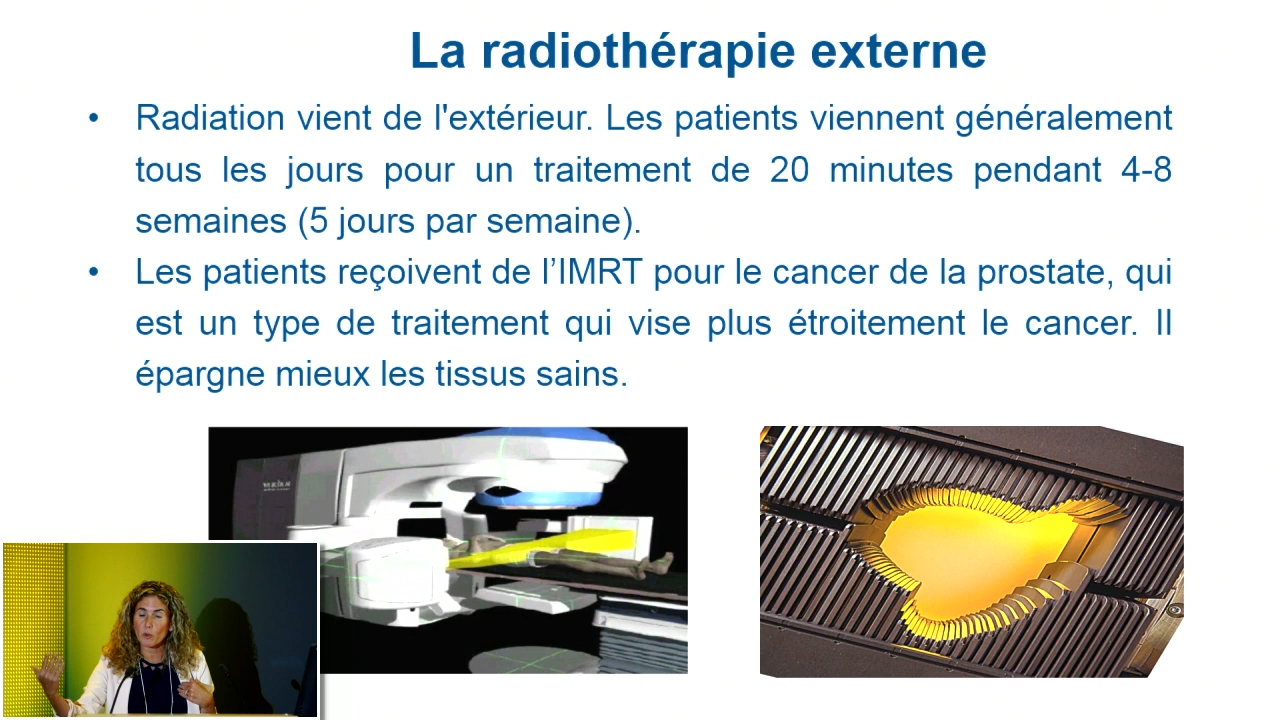 La radiothérapie externe
• Radiation vient de l'extérieur. Les patients viennent généralement
tous les jours pour un traitement de 20 minutes pendant 4-8
semaines (5 jours par semaine).
• Les patients reçoivent de l’IMRT pour le cancer de la prostate, qui
est un type de traitement qui vise plus étroitement le cancer. Il
épargne mieux les tissus sains.